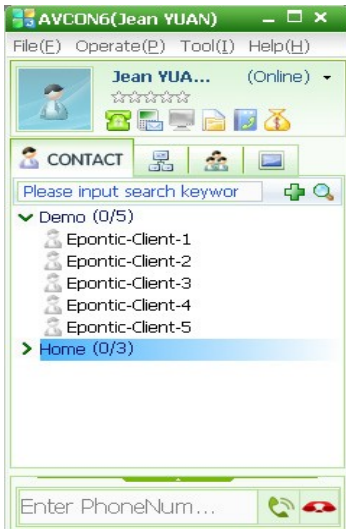 AVCON6(Jean YUAN)
File(F) Operate(P) Tool(I) Help(H)
Jean YUA... (Online)
CONTACT
Please input search keywor
Demo (0/5)
Epontic-Client-1
Epontic-Client-2
Epontic-Client-3
Epontic-Client-4
Epontic-Client-5
Home (0/3)
Enter PhoneNum...